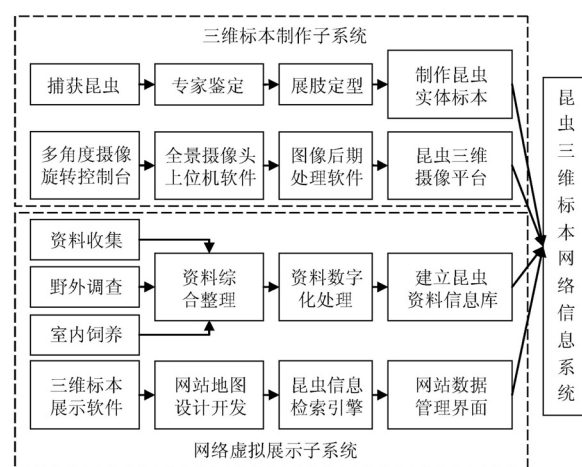 三维标本制作子系统
捕获昆虫
专家鉴定
展肢定型
制作昆虫
实体标本
多角度摄像
旋转控制台
全景摄像头
上位机软件
图像后期
处理软件
昆虫三维
摄像平台
资料收集
野外调查
室内饲养
资料综
合整理
资料数字
化处理
建立昆虫
资料信息库
三维标本
展示软件
网站地图
设计开发
昆虫信息
检索引擎
网站数据
管理界面
网络虚拟展示子系统
昆虫三维标本网络信息系统